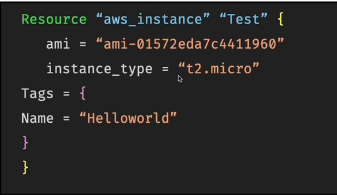 Resource “aws_instance” “Test” {
ami = “ami-01572eda7c4411960”
instance_type = “t2.micro”
Tags = {
Name = “Helloworld”
}
}